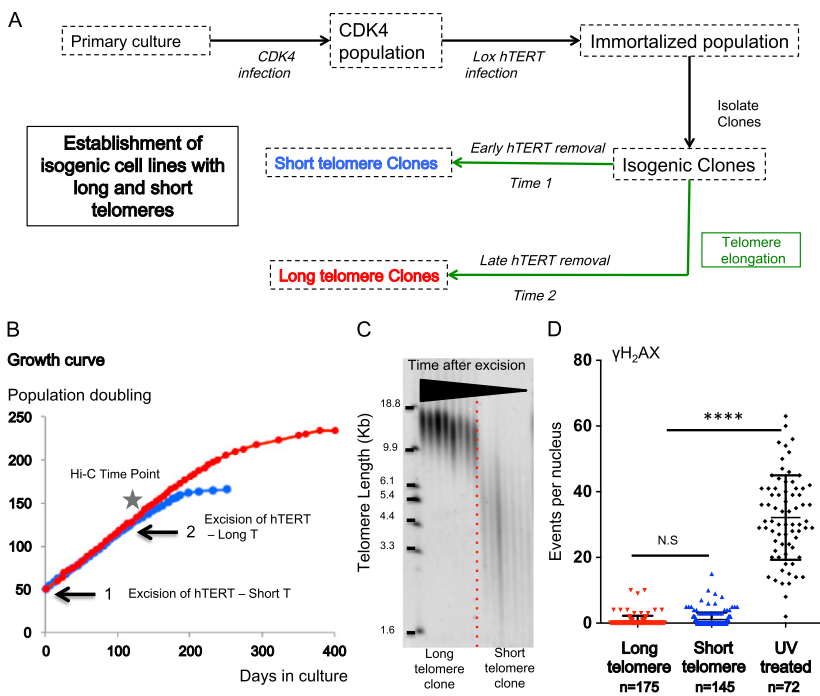 A
Primary culture
CDK4
infection
CDK4
population
Lox hTERT
infection
Immortalized population
Isolate
Clones
Establishment of
isogenic cell lines with
long and short
telomeres
Short telomere Clones
Early hTERT removal
Time 1
Isogenic Clones
Long telomere Clones
Late hTERT removal
Time 2
Telomere
elongation
B
Growth curve
Population doubling
250
200
150
100
50
0
0
100
200
300
400
Days in culture
Hi-C Time Point
2
Excision of hTERT
– Long T
1
Excision of hTERT – Short T
C
Time after excision
Telomere Length (Kb)
18.8
9.9
6.1
5.4
4.4
3.3
1.6
Long
telomere
clone
Short
telomere
clone
D
γH2AX
Events per nucleus
80
60
40
20
0
N.S
****
Long
telomere
n=175
Short
telomere
n=145
UV
treated
n=72